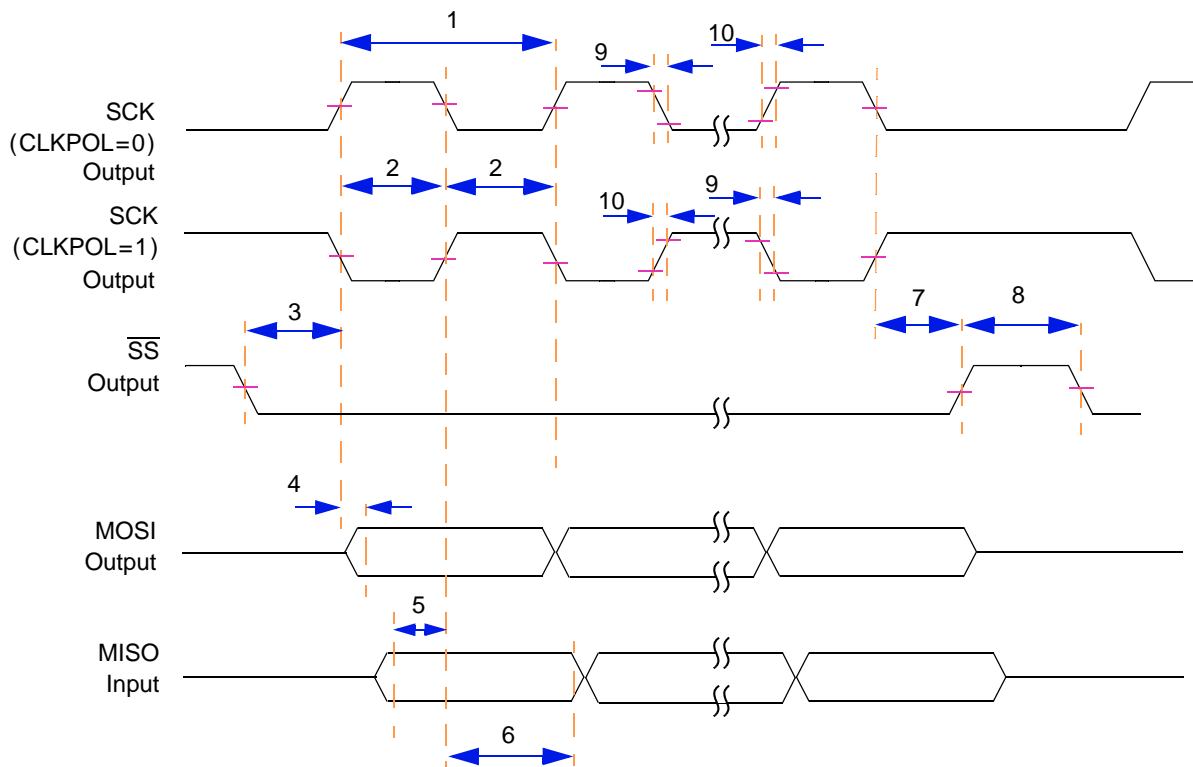 1
9
10
SCK
(CLKPOL=0)
Output
2
2
SCK
(CLKPOL=1)
Output
10
9
3
7
8
SS
Output
4
MOSI
Output
5
MISO
Input
6